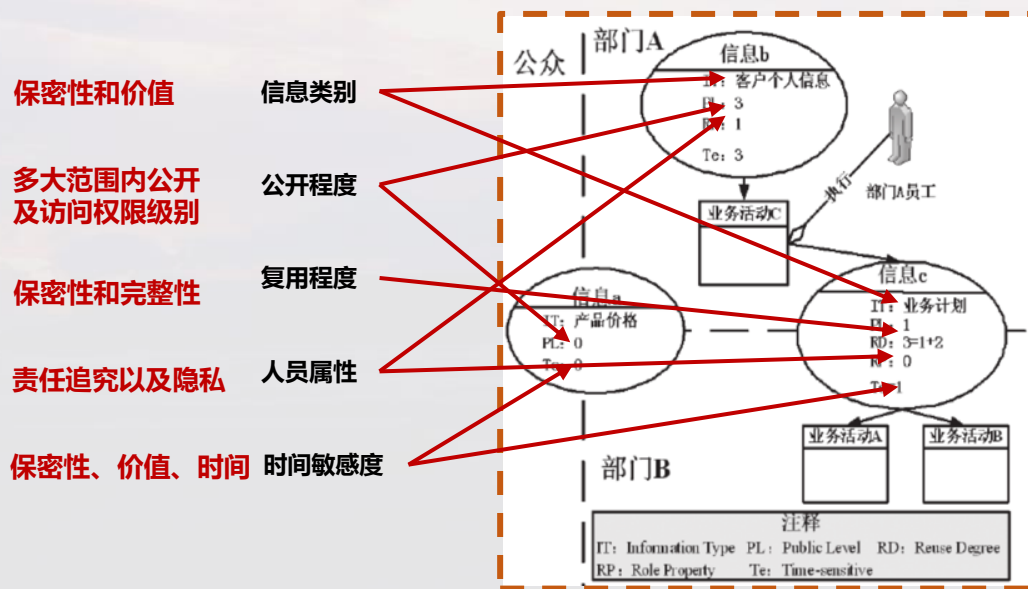 保密性和价值
信息类别
多大范围内公开
及访问权限级别
公开程度
保密性和完整性
复用程度
责任追究以及隐私
人员属性
保密性、价值、时间
时间敏感度
公众
部门A
信息b
IT：客户个人信息
PL：3
1
Te：3
执行
部门A员工
业务活动C
信息a
IT：产品价格
PL：0
Te：0
信息c
IT：业务计划
PL：1
RD：3=1+2
RP：0
1
业务活动A
业务活动B
部门B
注释
IT：Information Type PL：Public Level RD：Reuse Degree
RP：Role Property Te：Time-sensitive